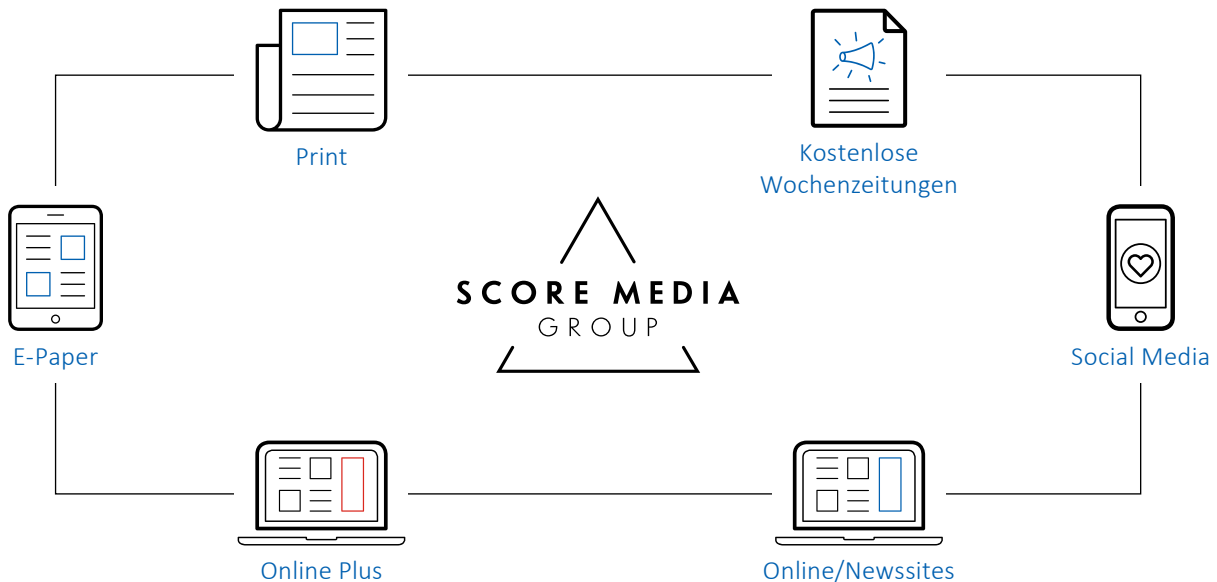 Print
Kostenlose
Wochenzeitungen
SCORE MEDIA
GROUP
E-Paper
Social Media
Online Plus
Online/Newssites